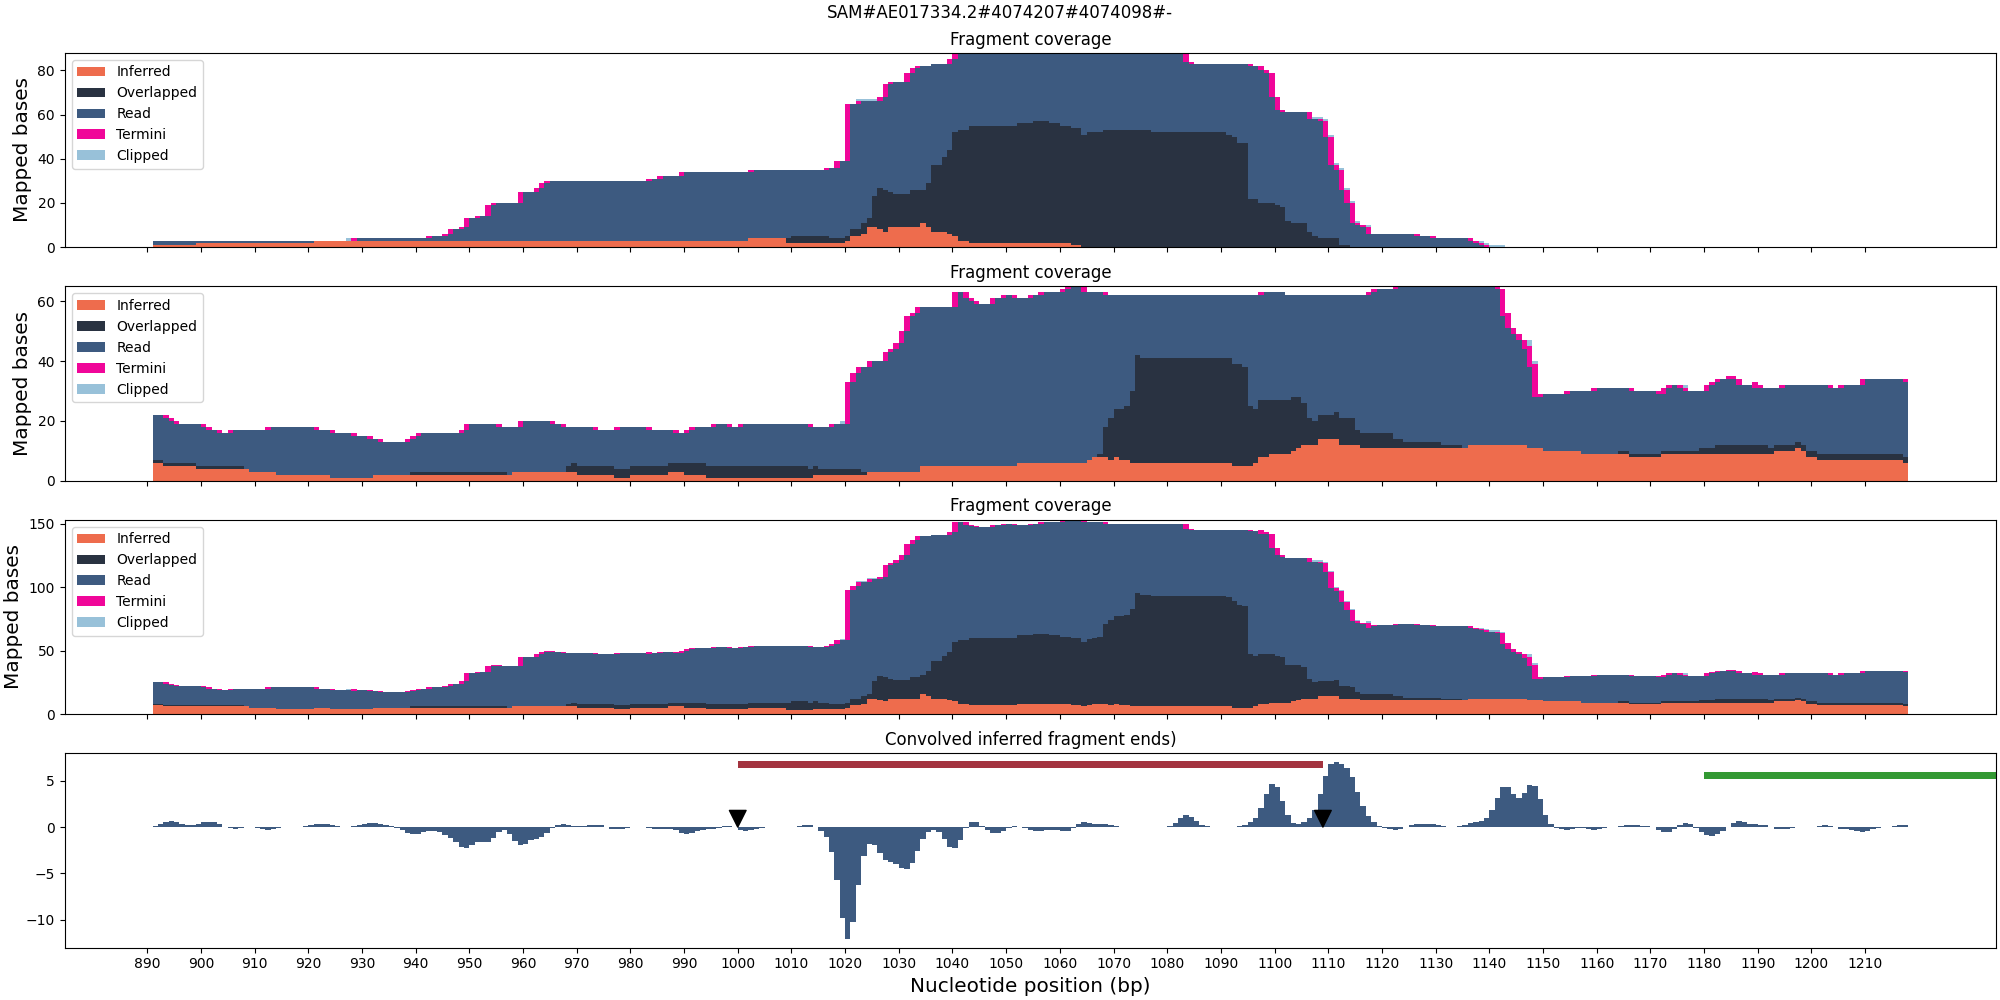 SAM#AE017334.2#4074207#4074098#-
Fragment coverage
Mapped bases
80
60
40
20
0
Inferred
Overlapped
Read
Termini
Clipped
Fragment coverage
Mapped bases
60
40
20
0
Inferred
Overlapped
Read
Termini
Clipped
Fragment coverage
Mapped bases
150
100
50
0
Inferred
Overlapped
Read
Termini
Clipped
Convolved inferred fragment ends)
5
0
−5
−10
890 900 910 920 930 940 950 960 970 980 990 1000 1010 1020 1030 1040 1050 1060 1070 1080 1090 1100 1110 1120 1130 1140 1150 1160 1170 1180 1190 1200 1210
Nucleotide position (bp)